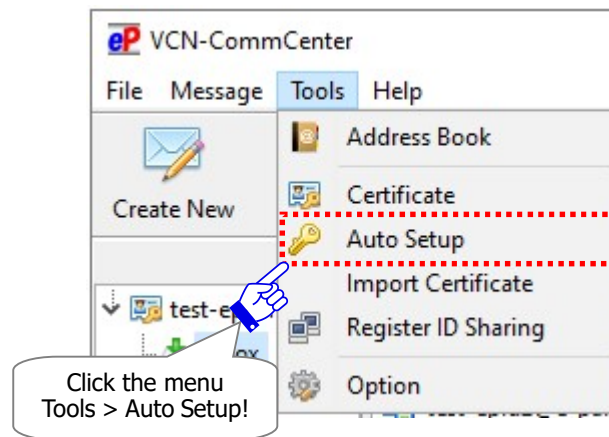 eP VCN-CommCenter
File Message Tools Help
Address Book
Create New
Certificate
Auto Setup
Import Certificate
Register ID Sharing
Option
Click the menu
Tools > Auto Setup!